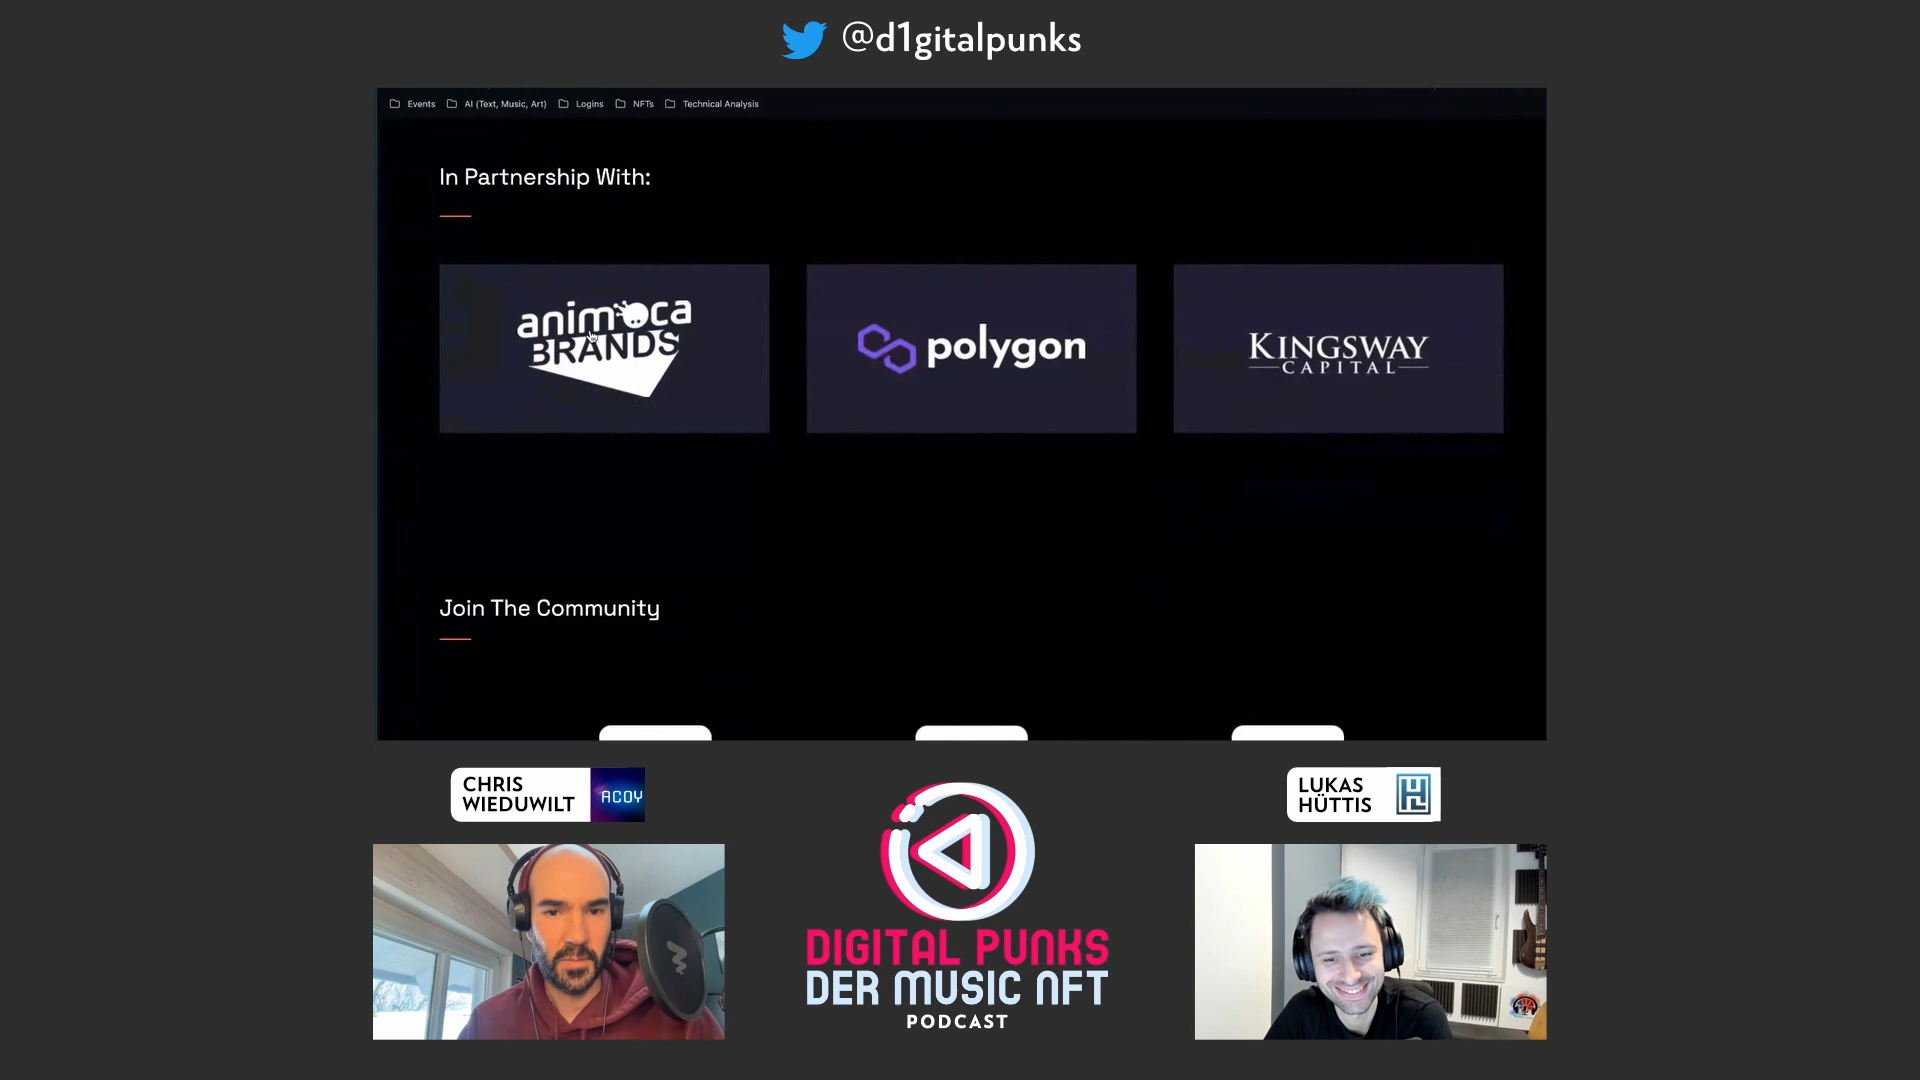 @d1gitalpunks
Events AI (Text, Music, Art) Logins NFTs Technical Analysis
In Partnership With:
animoca
BRANDS
polygon
KINGSWAY
CAPITAL
Join The Community
CHRIS
WIEDUWILT
ACOY
LUKAS
HÜTTIS
DIGITAL PUNKS
DER MUSIC NFT
PODCAST